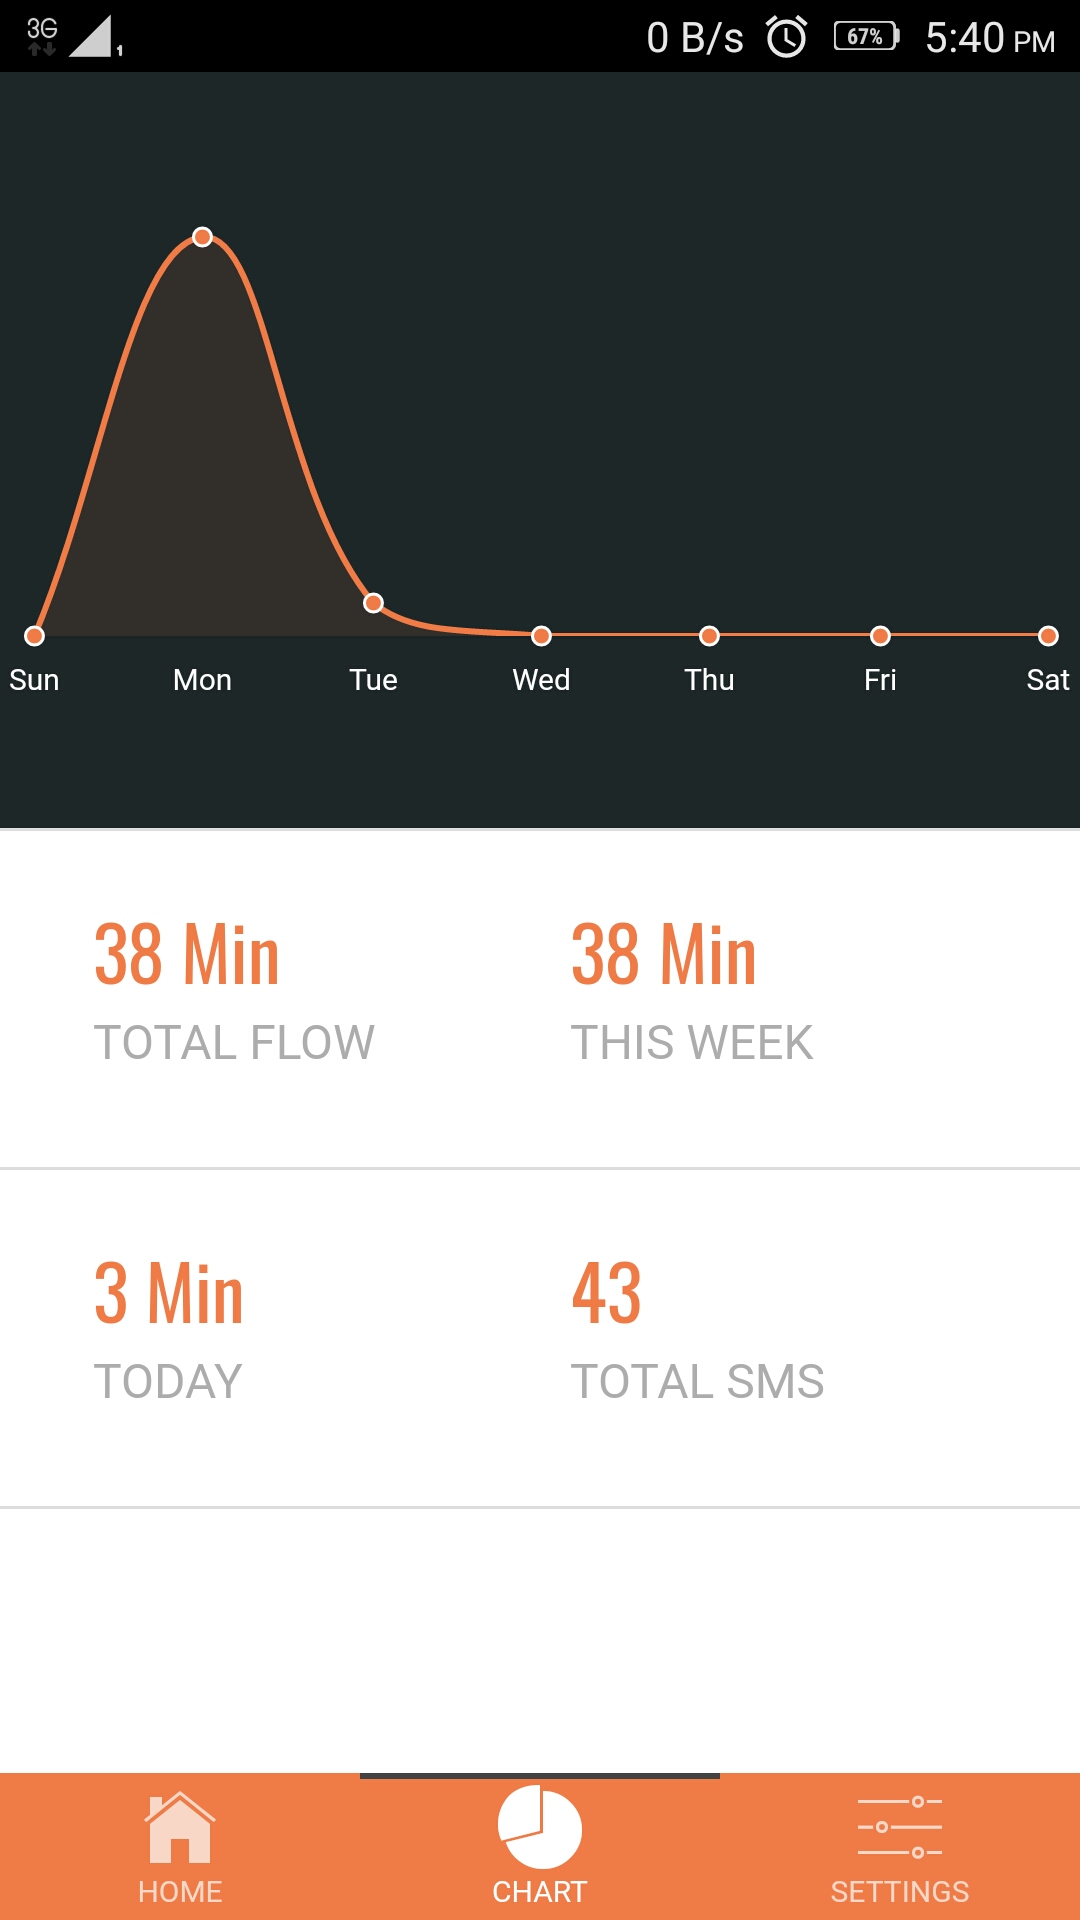 3G 1 0 B/s 67% 5:40 PM
Sun Mon Tue Wed Thu Fri Sat
38 Min 38 Min
TOTAL FLOW THIS WEEK
3 Min 43
TODAY TOTAL SMS
HOME CHART SETTINGS